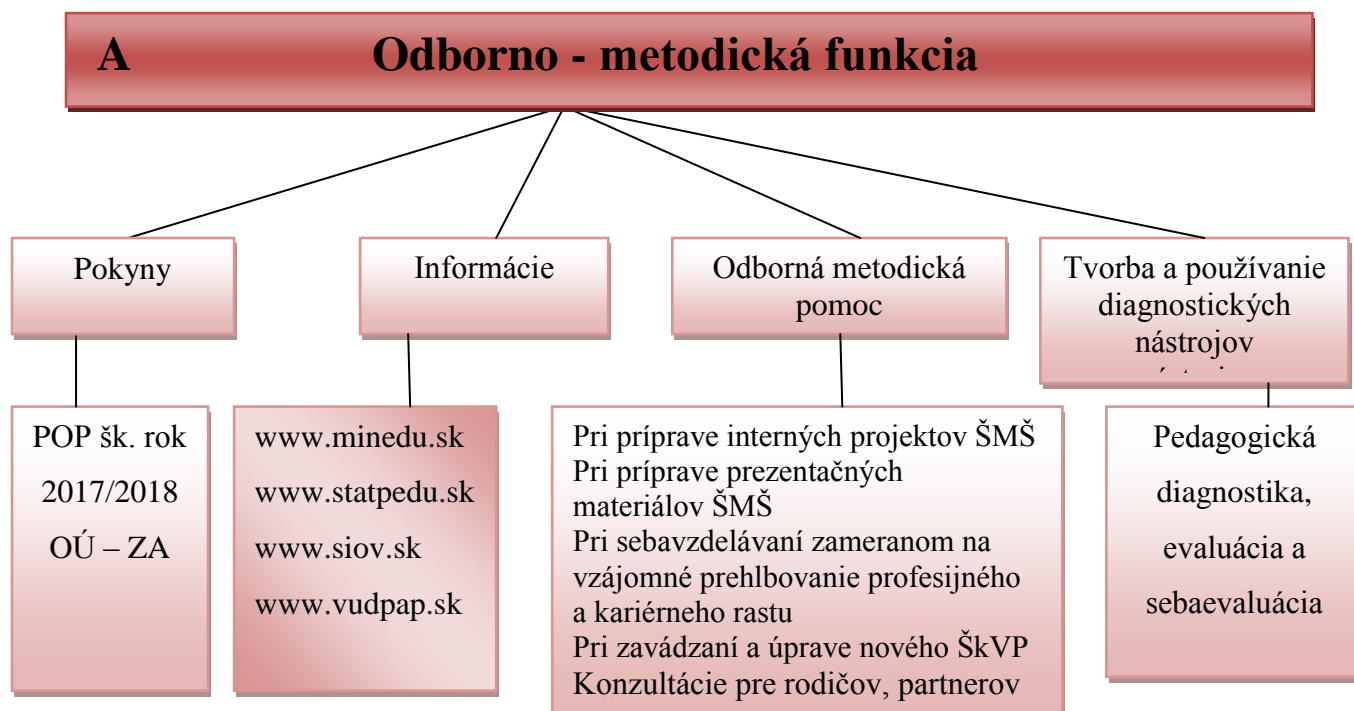 A Odborno - metodická funkcia
Pokyny
Informácie
Odborná metodická
pomoc
Tvorba a používanie
diagnostických
nástrojov
POP šk. rok
2017/2018
OÚ – ZA
www.minedu.sk
www.statpedu.sk
www.siov.sk
www.vudpap.sk
Pri príprave interných projektov ŠMŠ
Pri príprave prezentačných
materiálov ŠMŠ
Pri sebavzdelávaní zameranom na
vzájomné prehlbovanie profesijného
a kariérneho rastu
Pri zavádzaní a úprave nového ŠkVP
Konzultácie pre rodičov, partnerov
Pedagogická
diagnostika,
evaluácia a
sebaevaluácia